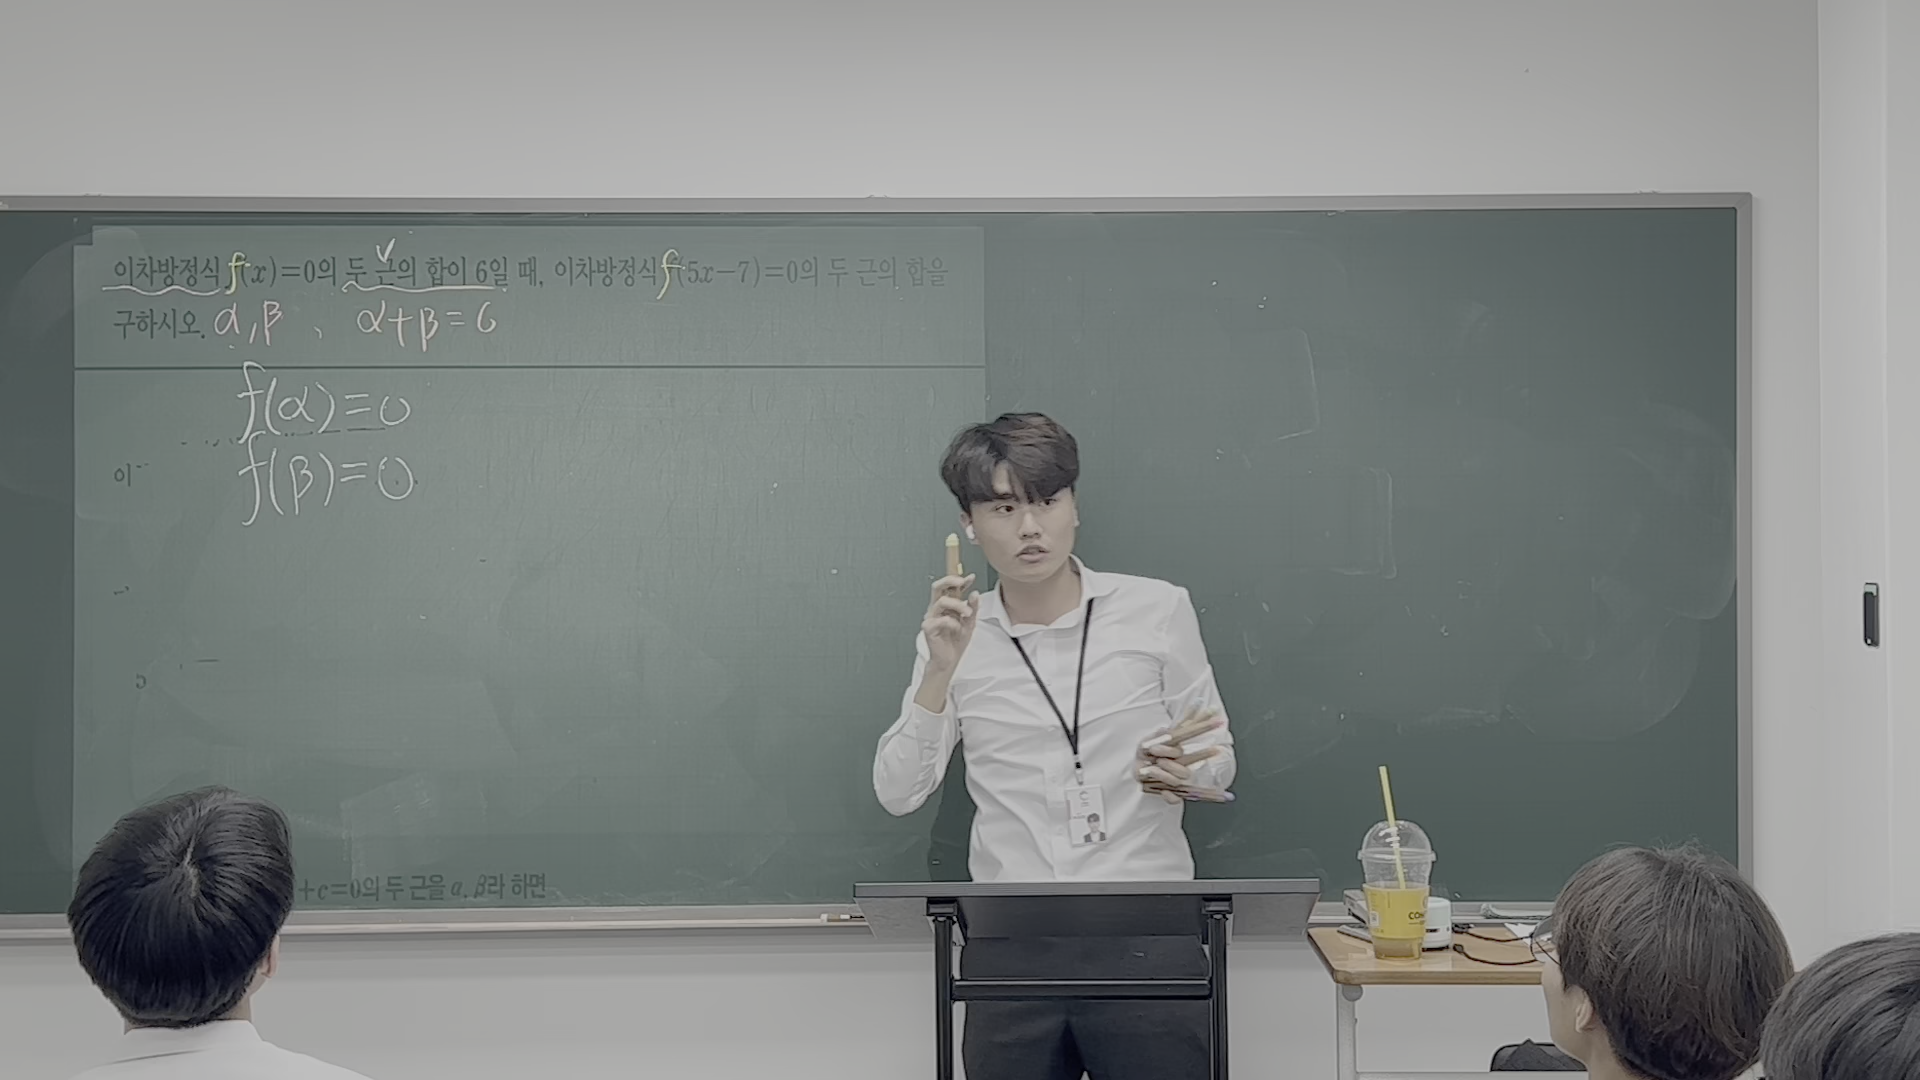 이차방정식 f(x)=0의 두 근의 합이 6일 때, 이차방정식 f(5x-7)=0의 두 근의 합을
구하시오. α, β , α+β=6
f(α)=0
f(β)=0
이
+c=0의 두 근을 α, β라 하면